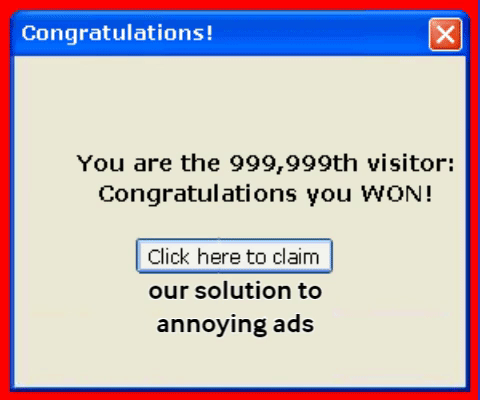 Congratulations!
You are the 999,999th visitor:
Congratulations you WON!
Click here to claim
our solution to
annoying ads